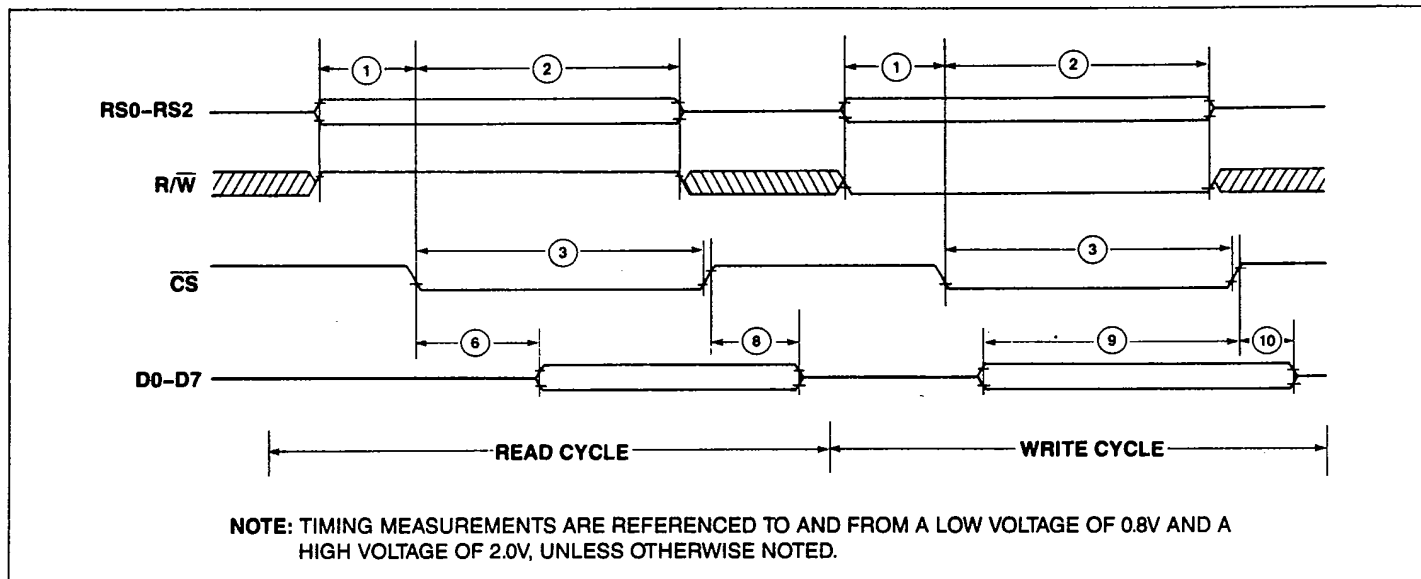 1 2 1 2
RS0–RS2
R/W̅
3 3
C̅S̅
6 8 9 10
D0–D7
READ CYCLE WRITE CYCLE
NOTE: TIMING MEASUREMENTS ARE REFERENCED TO AND FROM A LOW VOLTAGE OF 0.8V AND A
HIGH VOLTAGE OF 2.0V, UNLESS OTHERWISE NOTED.